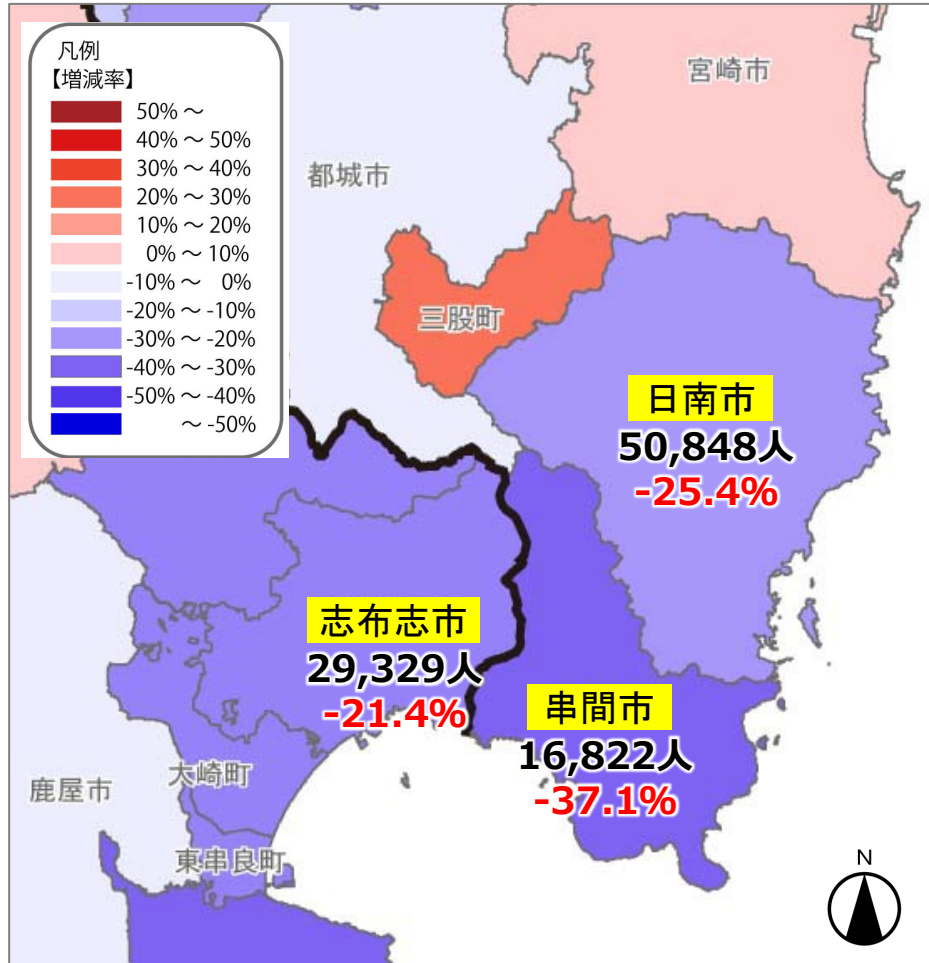 凡例
【増減率】
50% ～
40% ～ 50%
30% ～ 40%
20% ～ 30%
10% ～ 20%
0% ～ 10%
-10% ～ 0%
-20% ～ -10%
-30% ～ -20%
-40% ～ -30%
-50% ～ -40%
～ -50%
宮崎市
都城市
三股町
日南市
50,848人
-25.4%
志布志市
29,329人
-21.4%
串間市
16,822人
-37.1%
大崎町
鹿屋市
東串良町
N